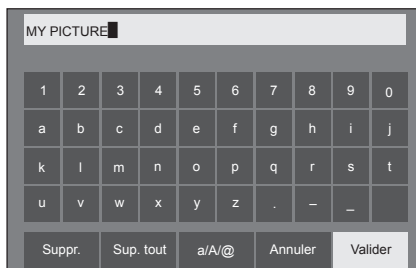 MY PICTURE
1 2 3 4 5 6 7 8 9 0
a b c d e f g h i j
k l m n o p q r s t
u v w x y z . – _
Suppr. Sup. tout a/A/@ Annuler Valider